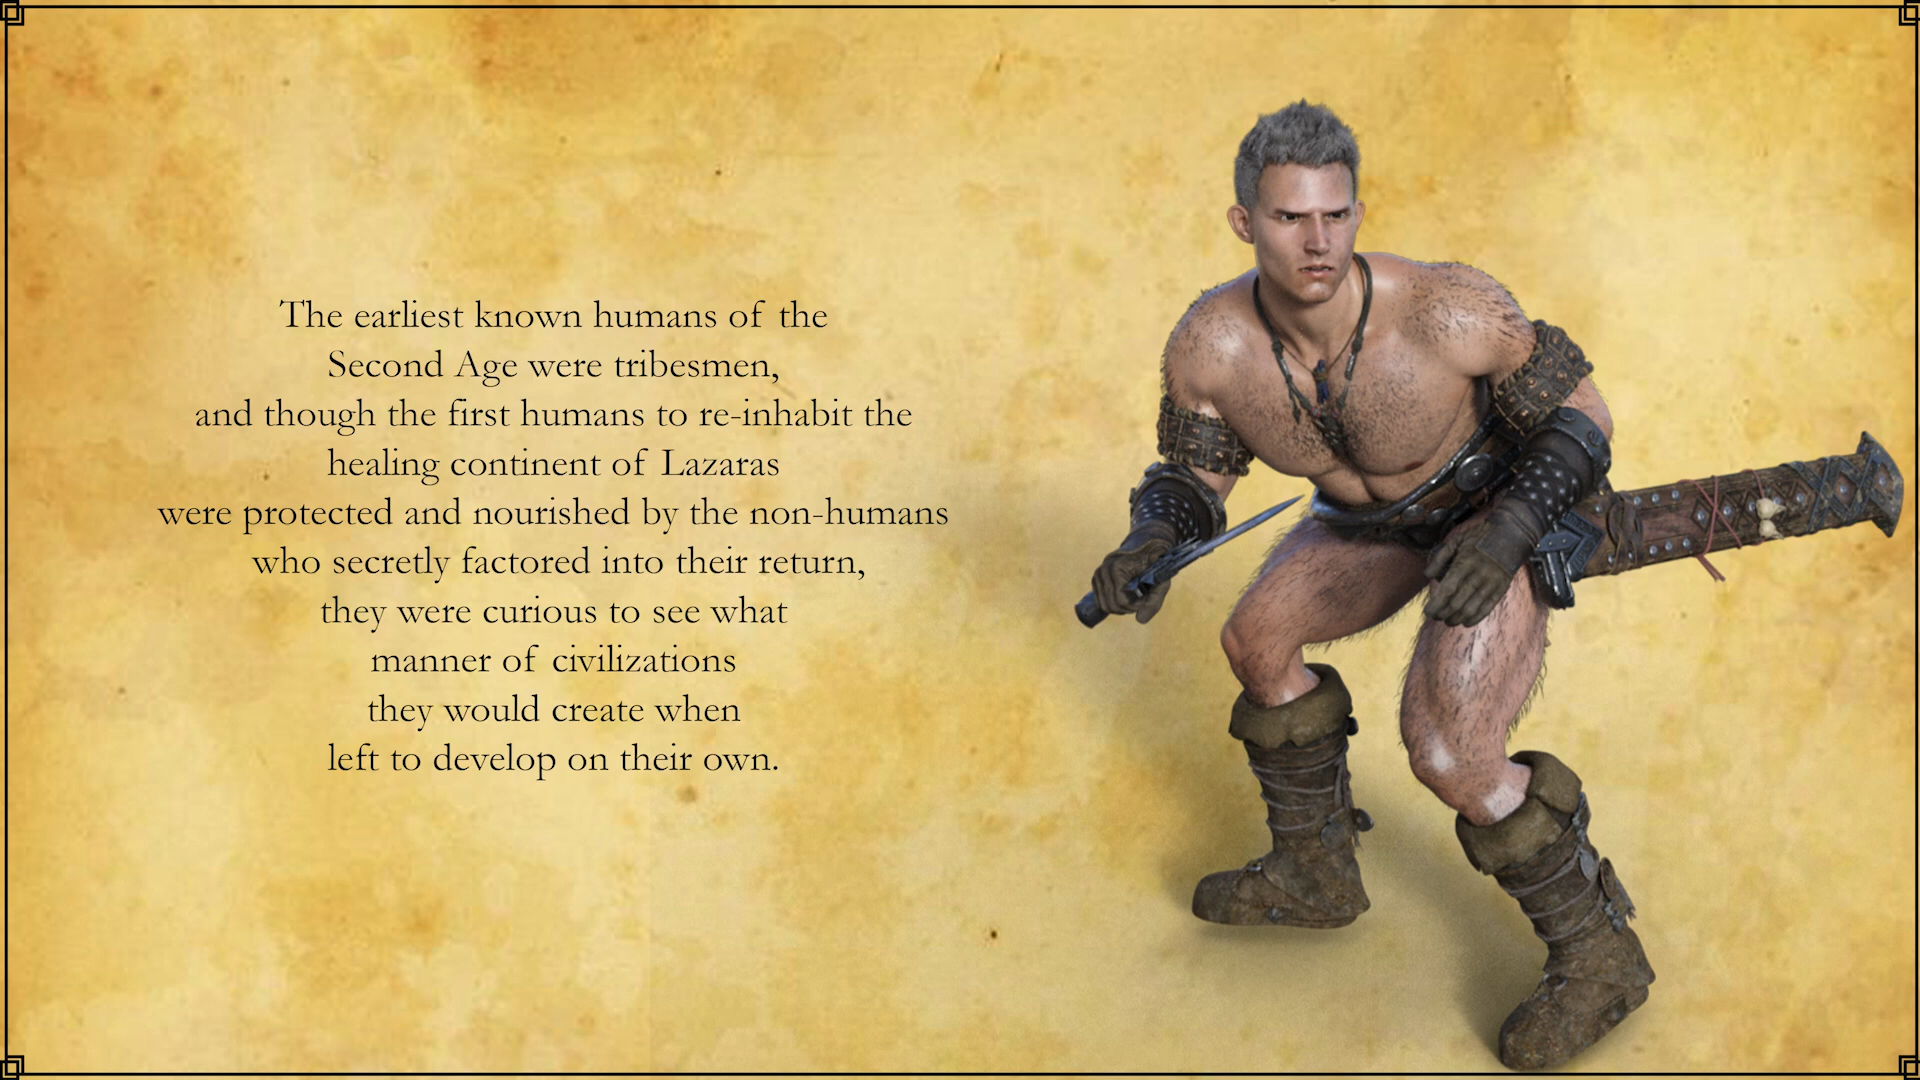 The earliest known humans of the
Second Age were tribesmen,
and though the first humans to re-inhabit the
healing continent of Lazaras
were protected and nourished by the non-humans
who secretly factored into their return,
they were curious to see what
manner of civilizations
they would create when
left to develop on their own.